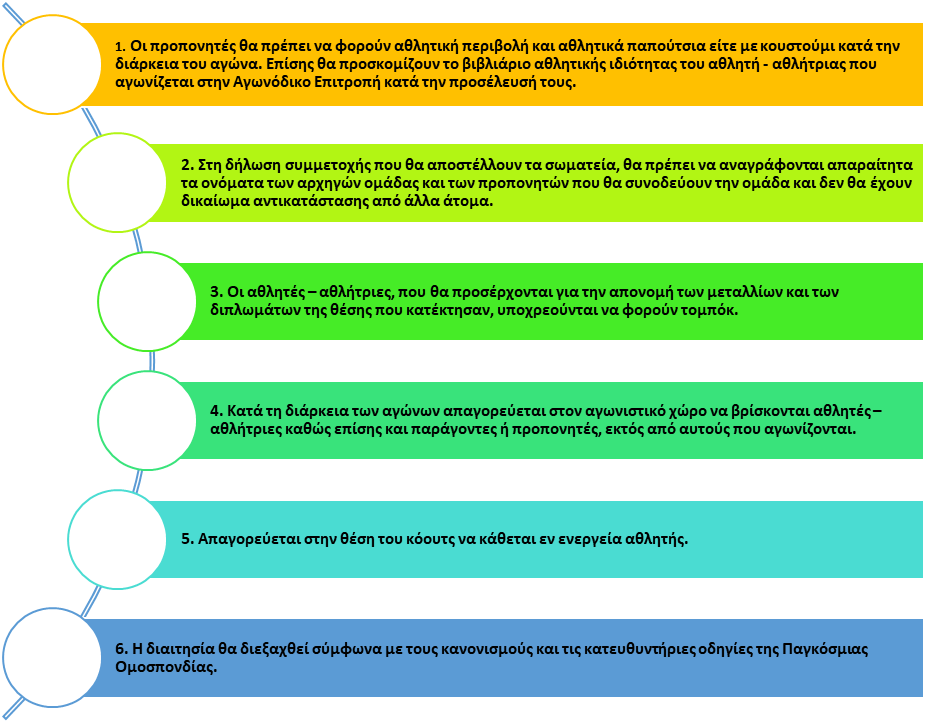 1. Οι προπονητές θα πρέπει να φορούν αθλητική περιβολή και αθλητικά παπούτσια είτε με κουστούμι κατά την
διάρκεια του αγώνα. Επίσης θα προσκομίζουν το βιβλιάριο αθλητικής ιδιότητας του αθλητή - αθλήτριας που
αγωνίζεται στην Αγωνόδικο Επιτροπή κατά την προσέλευσή τους.
2. Στη δήλωση συμμετοχής που θα αποστέλλουν τα σωματεία, θα πρέπει να αναγράφονται απαραίτητα
τα ονόματα των αρχηγών ομάδας και των προπονητών που θα συνοδεύουν την ομάδα και δεν θα έχουν
δικαίωμα αντικατάστασης από άλλα άτομα.
3. Οι αθλητές – αθλήτριες, που θα προσέρχονται για την απονομή των μεταλλίων και των
διπλωμάτων της θέσης που κατέκτησαν, υποχρεούνται να φορούν τομπόκ.
4. Κατά τη διάρκεια των αγώνων απαγορεύεται στον αγωνιστικό χώρο να βρίσκονται αθλητές –
αθλήτριες καθώς επίσης και παράγοντες ή προπονητές, εκτός από αυτούς που αγωνίζονται.
5. Απαγορεύεται στην θέση του κόουτς να κάθεται εν ενεργεία αθλητής.
6. Η διαιτησία θα διεξαχθεί σύμφωνα με τους κανονισμούς και τις κατευθυντήριες οδηγίες της Παγκόσμιας
Ομοσπονδίας.